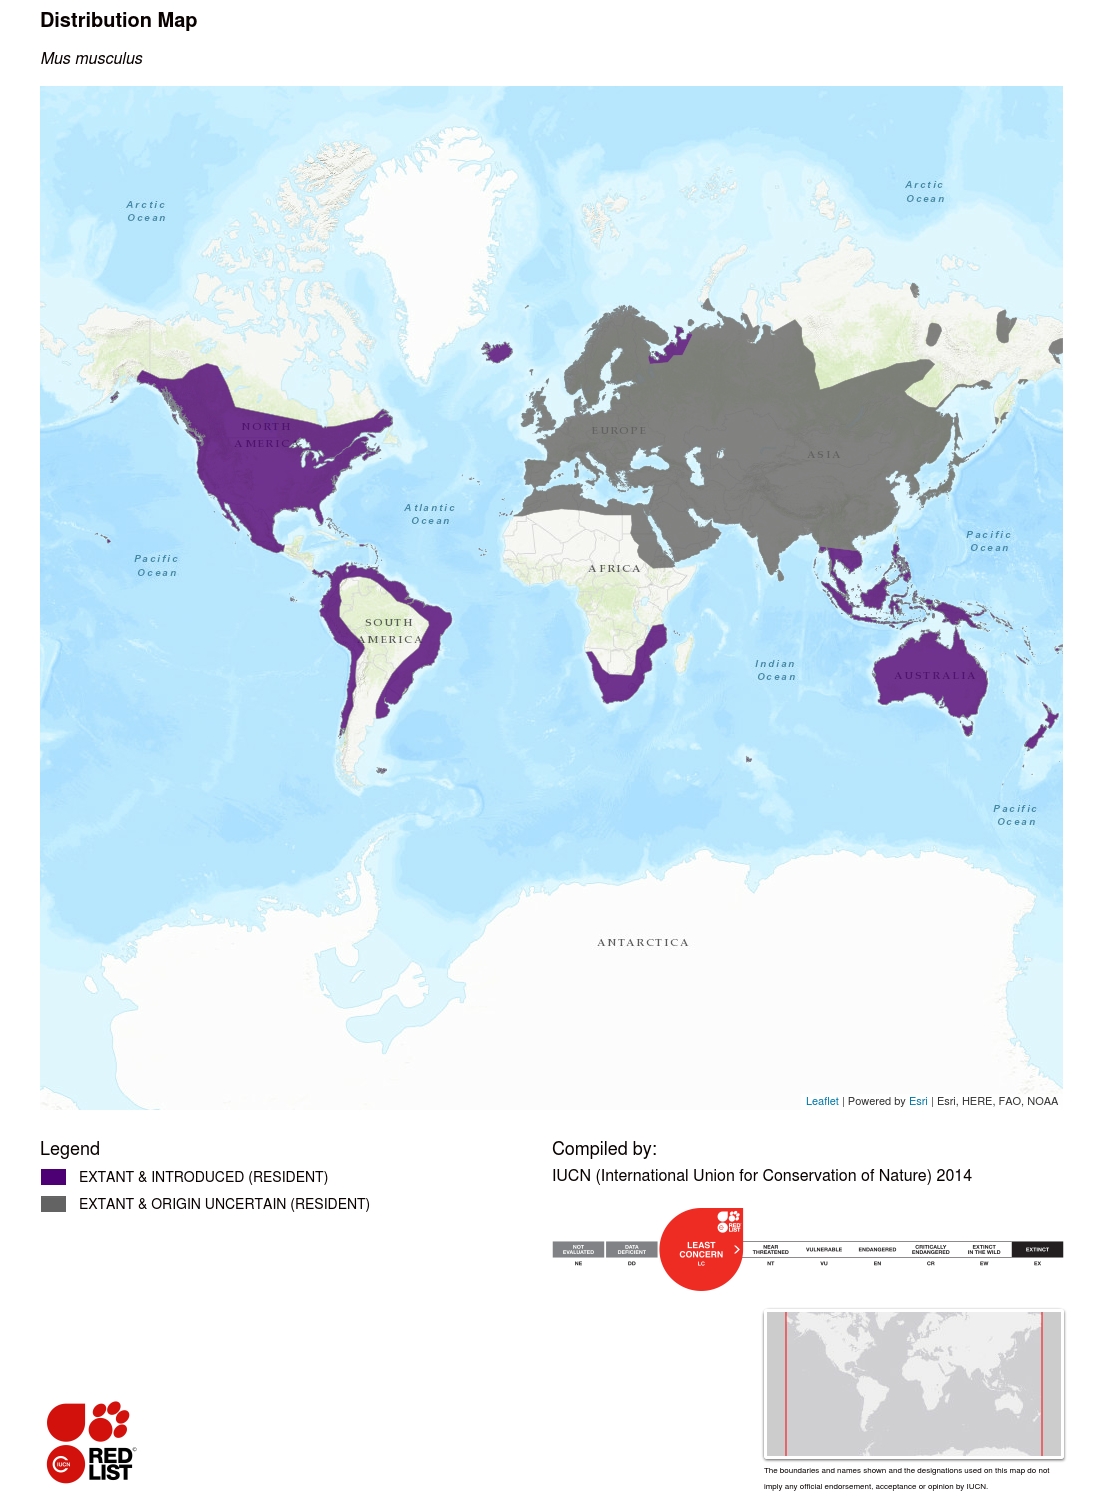 Distribution Map
Mus musculus
Arctic
Ocean
Arctic
Ocean
NORTH
AMERICA
EUROPE
ASIA
Atlantic
Ocean
Pacific
Ocean
Pacific
Ocean
AFRICA
SOUTH
AMERICA
Indian
Ocean
AUSTRALIA
Pacific
Ocean
ANTARCTICA
Leaflet | Powered by Esri | Esri, HERE, FAO, NOAA
Legend
EXTANT & INTRODUCED (RESIDENT)
EXTANT & ORIGIN UNCERTAIN (RESIDENT)
Compiled by:
IUCN (International Union for Conservation of Nature) 2014
RED
LIST
NOT
EVALUATED
NE
DATA
DEFICIENT
DD
LEAST
CONCERN
LC
NEAR
THREATENED
NT
VULNERABLE
VU
ENDANGERED
EN
CRITICALLY
ENDANGERED
CR
EXTINCT
IN THE WILD
EW
EXTINCT
EX
IUCN
RED
LIST
©
The boundaries and names shown and the designations used on this map do not
imply any official endorsement, acceptance or opinion by IUCN.